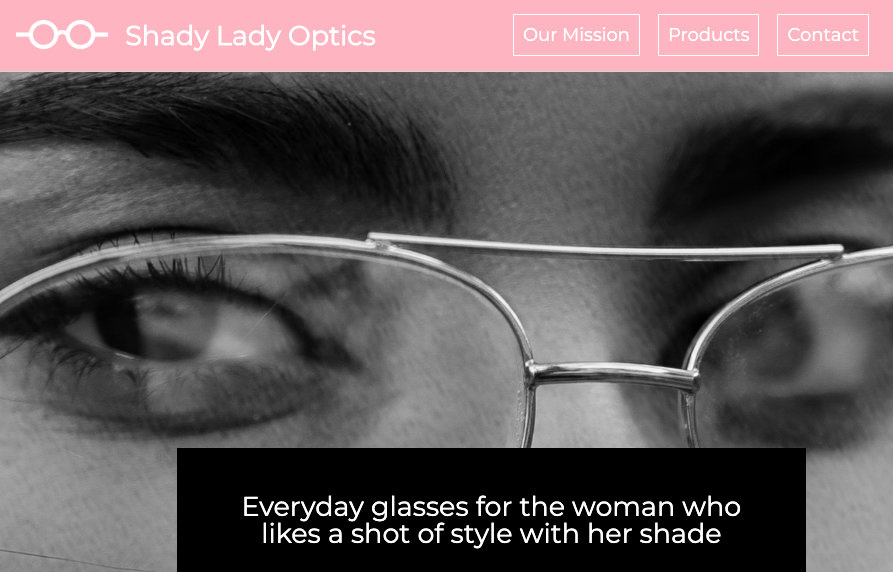 Shady Lady Optics
Our Mission
Products
Contact
Everyday glasses for the woman who
likes a shot of style with her shade